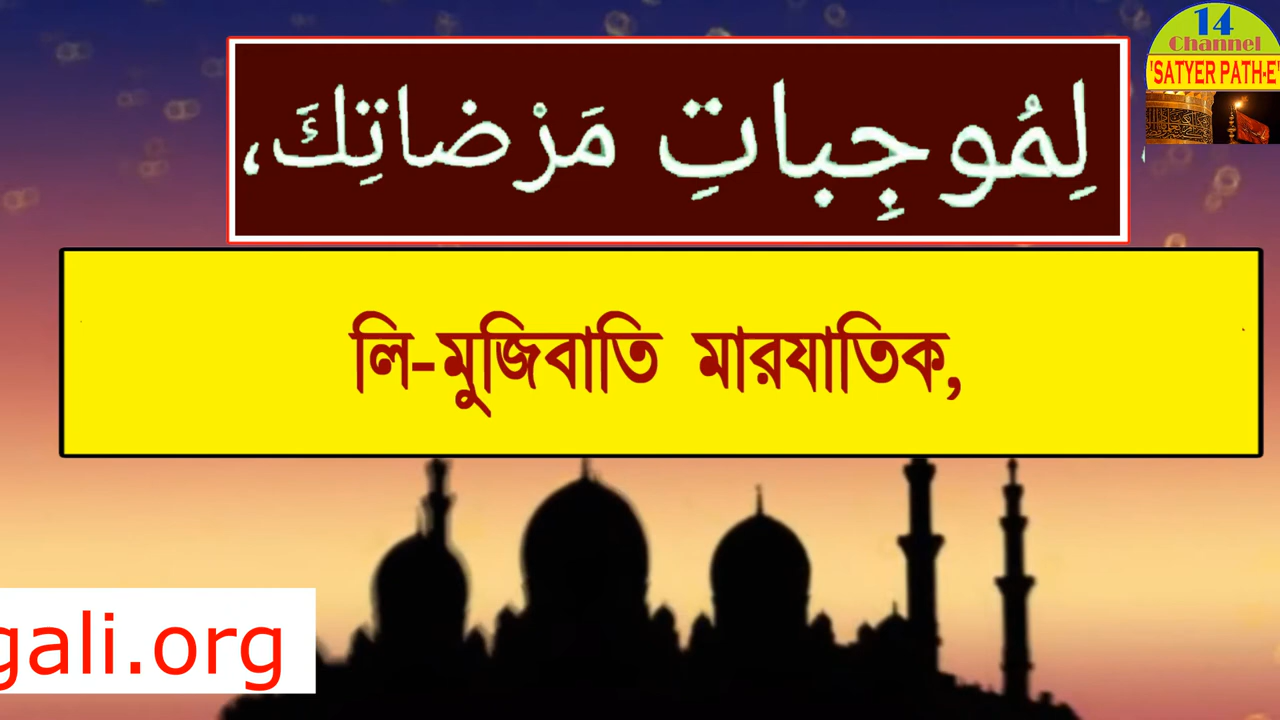 لِمُوجِباتِ مَرْضاتِكَ،
লি-মুজিবাতি মারযাতিক,
14
Channel
'SATYER PATH-E'
gali.org